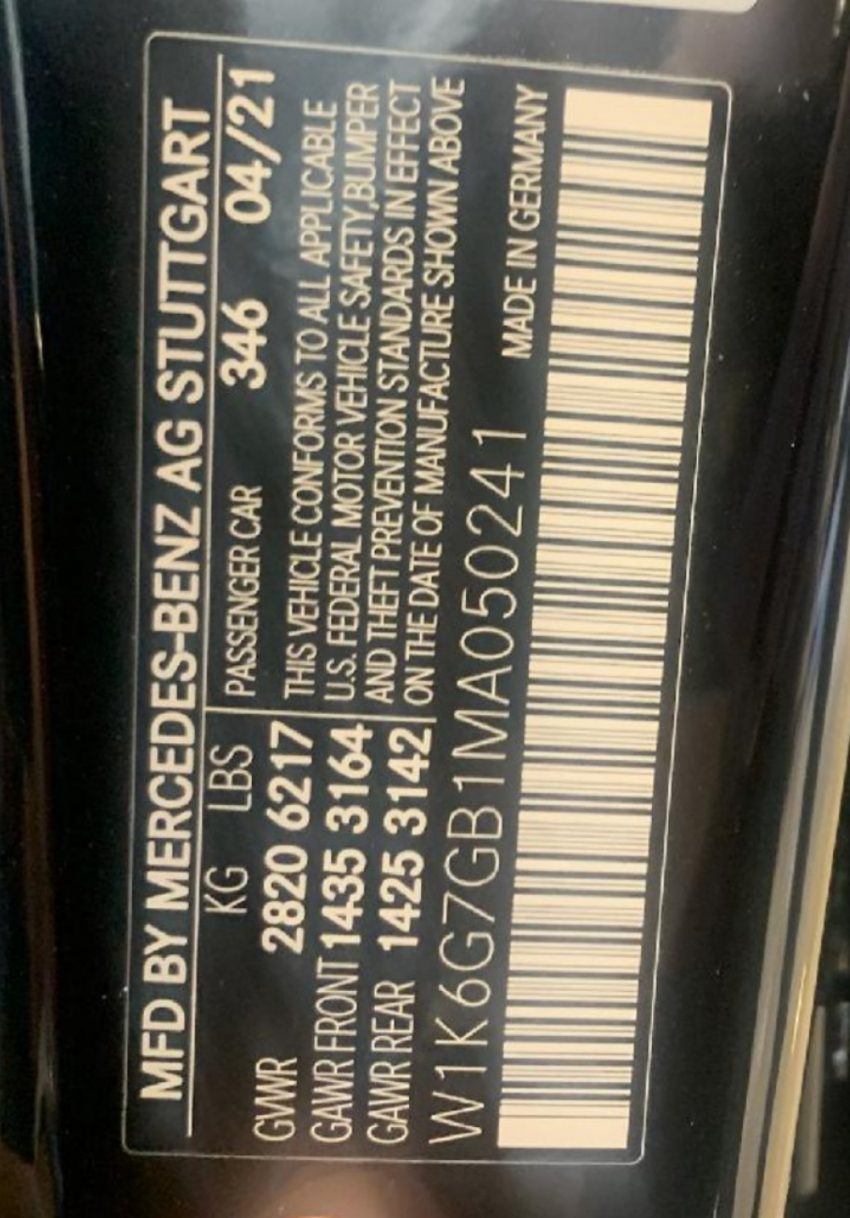 MFD BY MERCEDES-BENZ AG STUTTGART
KG LBS
GVWR 2820 6217
GAWR FRONT 1435 3164
GAWR REAR 1425 3142
PASSENGER CAR 346 04/21
THIS VEHICLE CONFORMS TO ALL APPLICABLE
U.S. FEDERAL MOTOR VEHICLE SAFETY,BUMPER
AND THEFT PREVENTION STANDARDS IN EFFECT
ON THE DATE OF MANUFACTURE SHOWN ABOVE
W1K6G7GB1MA050241 MADE IN GERMANY